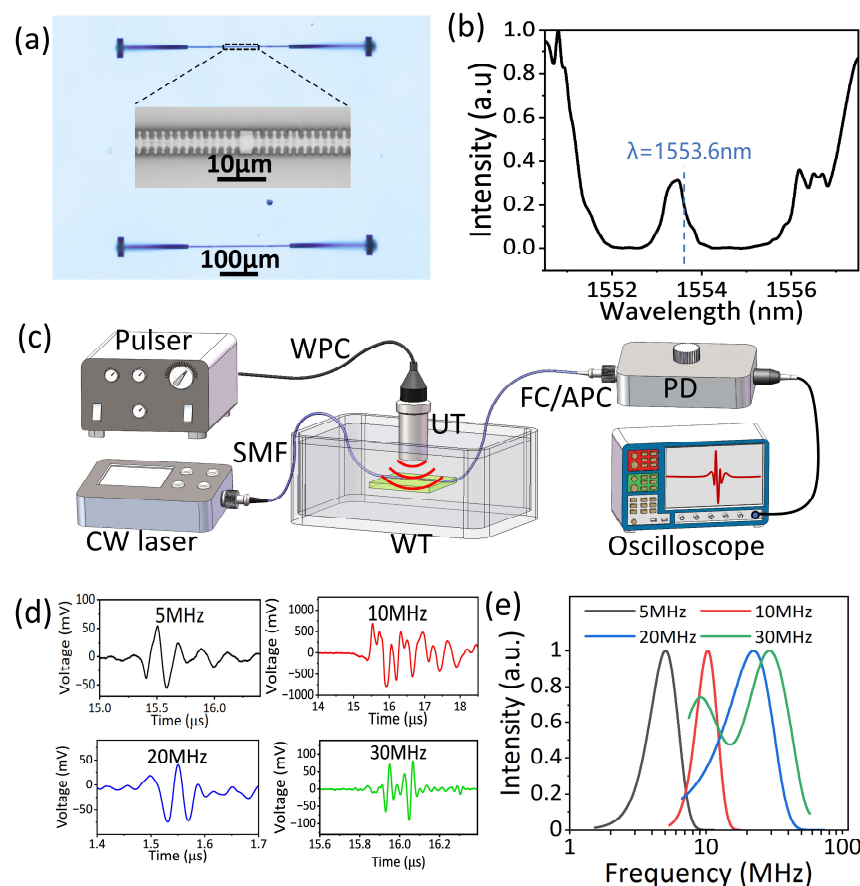 (a)
10μm
100μm
(b)
Intensity (a.u)
1.0
0.8
0.6
0.4
0.2
0.0
λ=1553.6nm
1552 1554 1556
Wavelength (nm)
(c)
Pulser
WPC
UT
SMF
CW laser
WT
FC/APC
PD
Oscilloscope
(d)
Voltage (mV)
100
50
0
-50
5MHz
15.0 15.5 16.0
Time (μs)
Voltage (mV)
1000
500
0
-500
-1000
10MHz
14 15 16 17 18
Time (μs)
Voltage (mV)
50
0
-50
20MHz
1.4 1.5 1.6 1.7
Time (μs)
Voltage (mV)
100
50
0
-50
-100
30MHz
15.6 15.8 16.0 16.2
Time (μs)
(e)
Intensity (a.u.)
1
0.8
0.6
0.4
0.2
0
5MHz 10MHz
20MHz 30MHz
1 10 100
Frequency (MHz)